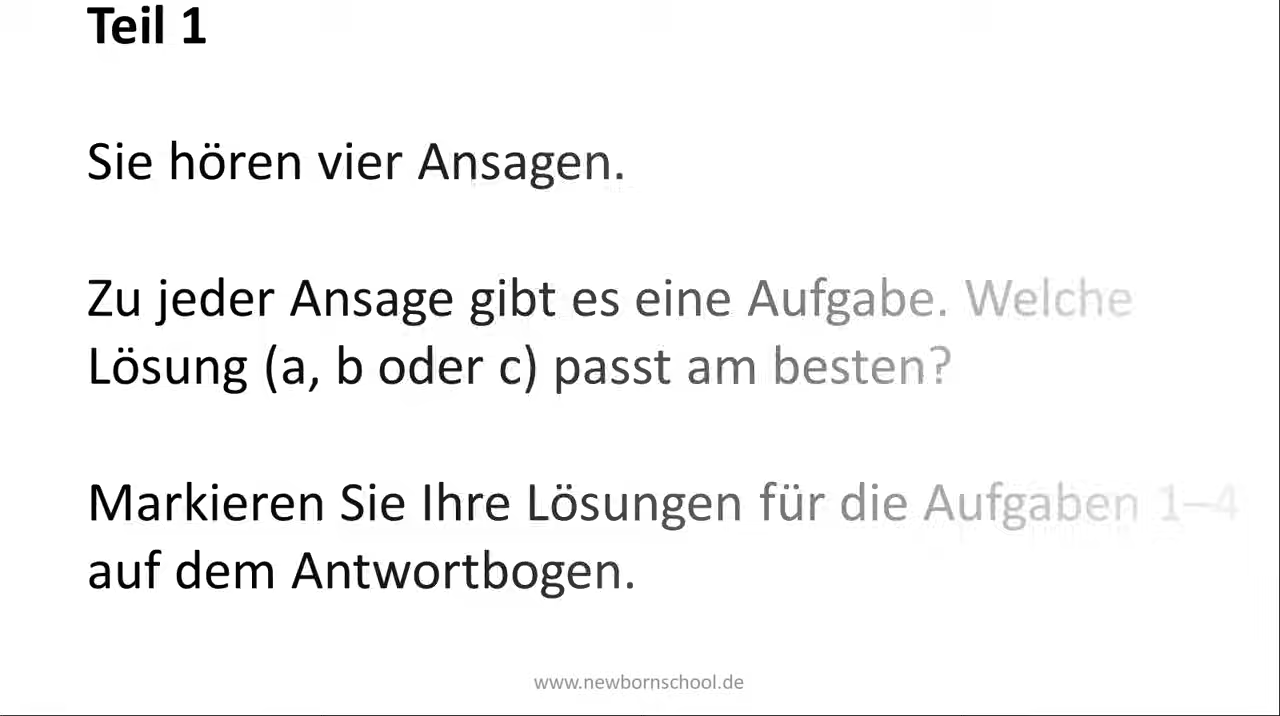 Teil 1
Sie hören vier Ansagen.
Zu jeder Ansage gibt es eine Aufgabe. Welche
Lösung (a, b oder c) passt am besten?
Markieren Sie Ihre Lösungen für die Aufgaben 1–4
auf dem Antwortbogen.
www.newbornschool.de